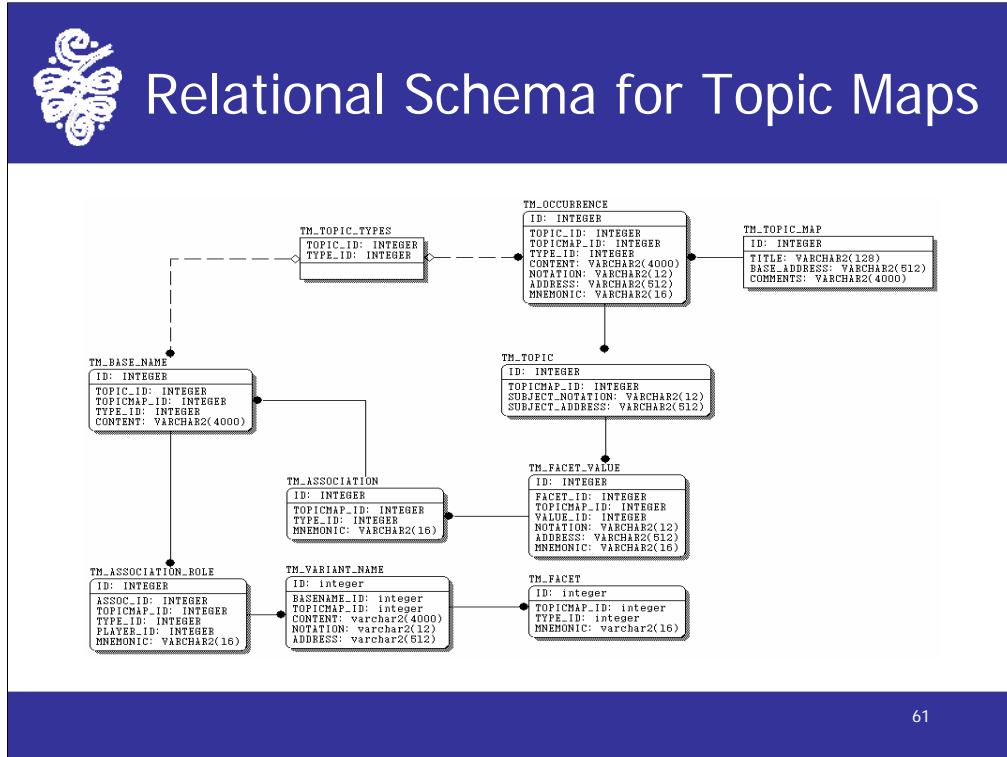 Relational Schema for Topic Maps
TM_TOPIC_TYPES
TOPIC_ID: INTEGER
TYPE_ID: INTEGER
TM_OCCURRENCE
ID: INTEGER
TOPIC_ID: INTEGER
TOPICMAP_ID: INTEGER
TYPE_ID: INTEGER
CONTENT: VARCHAR2(4000)
NOTATION: VARCHAR2(12)
ADDRESS: VARCHAR2(512)
MNEMONIC: VARCHAR2(16)
TM_TOPIC_MAP
ID: INTEGER
TITLE: VARCHAR2(128)
BASE_ADDRESS: VARCHAR2(512)
COMMENTS: VARCHAR2(4000)
TM_BASE_NAME
ID: INTEGER
TOPIC_ID: INTEGER
TOPICMAP_ID: INTEGER
TYPE_ID: INTEGER
CONTENT: VARCHAR2(4000)
TM_TOPIC
ID: INTEGER
TOPICMAP_ID: INTEGER
SUBJECT_NOTATION: VARCHAR2(12)
SUBJECT_ADDRESS: VARCHAR2(512)
TM_ASSOCIATION
ID: INTEGER
TOPICMAP_ID: INTEGER
TYPE_ID: INTEGER
MNEMONIC: VARCHAR2(16)
TM_FACET_VALUE
ID: INTEGER
FACET_ID: INTEGER
TOPICMAP_ID: INTEGER
VALUE_ID: INTEGER
NOTATION: VARCHAR2(12)
ADDRESS: VARCHAR2(512)
MNEMONIC: VARCHAR2(16)
TM_ASSOCIATION_ROLE
ID: INTEGER
ASSOC_ID: INTEGER
TOPICMAP_ID: INTEGER
TYPE_ID: INTEGER
PLAYER_ID: INTEGER
MNEMONIC: VARCHAR2(16)
TM_VARIANT_NAME
ID: integer
BASENAME_ID: integer
TOPICMAP_ID: integer
CONTENT: varchar2(4000)
NOTATION: varchar2(12)
ADDRESS: varchar2(512)
TM_FACET
ID: integer
TOPICMAP_ID: integer
TYPE_ID: integer
MNEMONIC: varchar2(16)
61